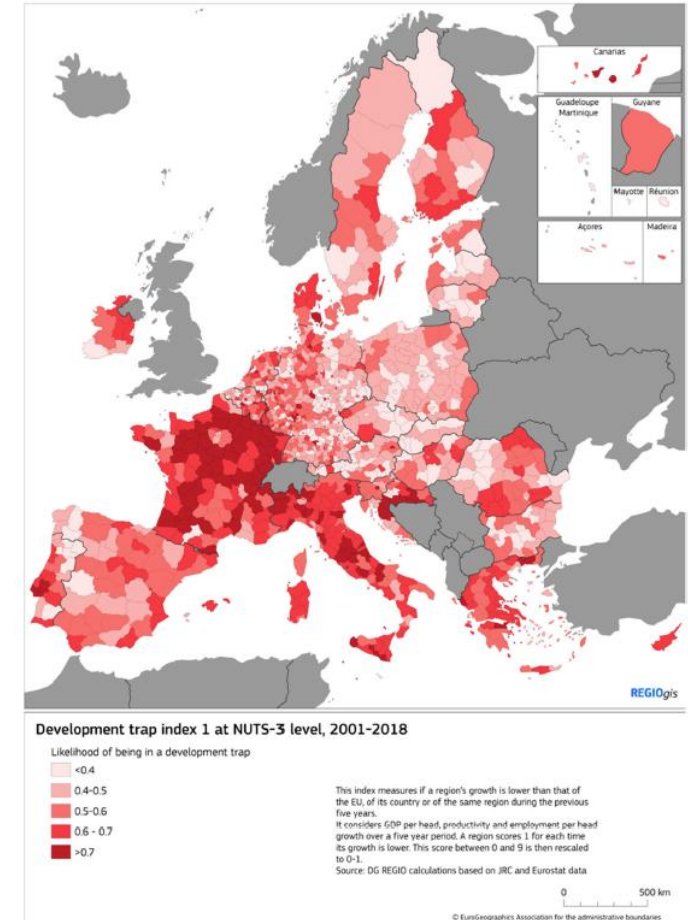 Canarias
Guadeloupe
Martinique
Guyane
Mayotte
Réunion
Açores
Madeira
REGIOgis
Development trap index 1 at NUTS-3 level, 2001-2018
Likelihood of being in a development trap
<0.4
0.4-0.5
0.5-0.6
0.6 - 0.7
>0.7
This index measures if a region's growth is lower than that of
the EU, of its country or of the same region during the previous
five years.
It considers GDP per head, productivity and employment per head
growth over a five year period. A region scores 1 for each time
its growth is lower. This score between 0 and 9 is then rescaled
to 0-1.
Source: DG REGIO calculations based on JRC and Eurostat data
0 500 km
© EuroGeographics Association for the administrative boundaries